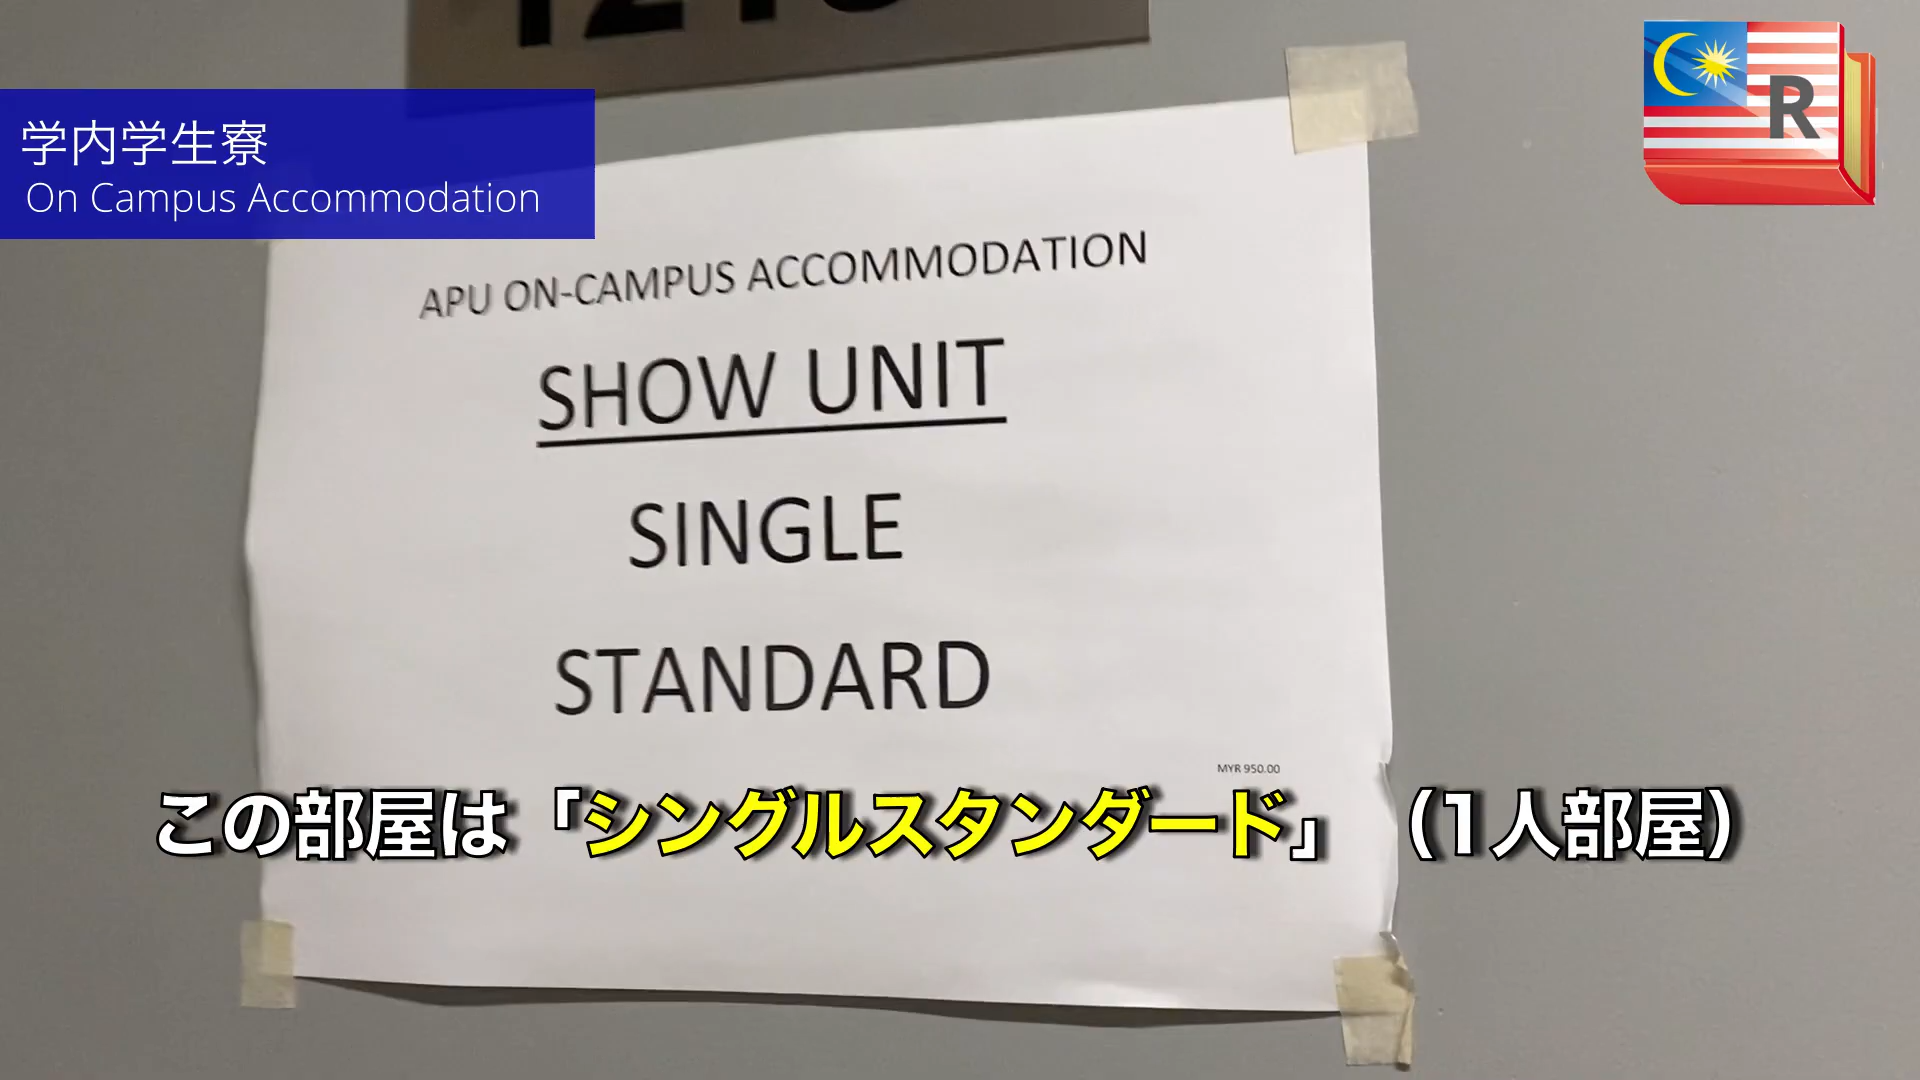 学内学生寮
On Campus Accommodation
R
APU ON-CAMPUS ACCOMMODATION
SHOW UNIT
SINGLE
STANDARD
MYR 950.00
この部屋は「シングルスタンダード」（1人部屋）